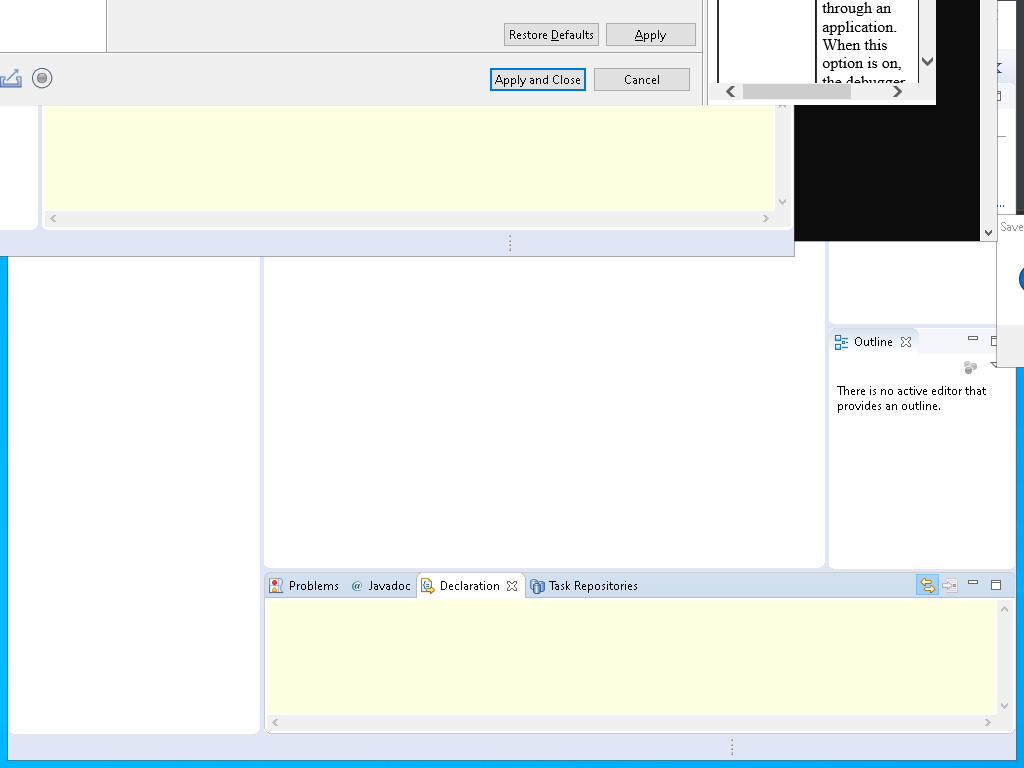 through an
application.
When this
option is on,
the debugger
Restore Defaults
Apply
Apply and Close
Cancel
...
Save
Outline
There is no active editor that
provides an outline.
Problems
@ Javadoc
Declaration
Task Repositories